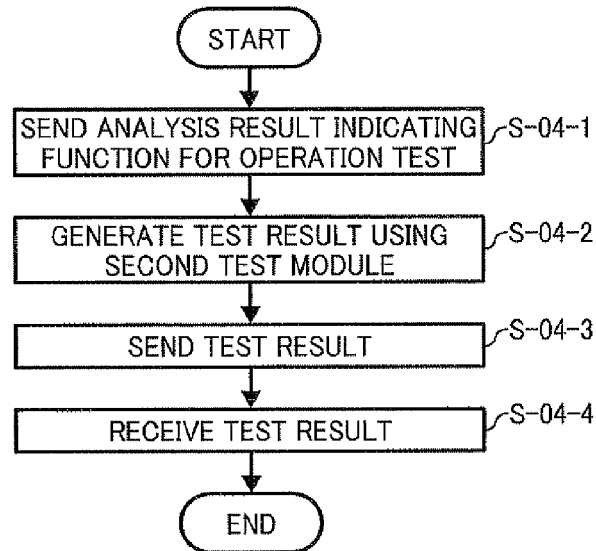 START
SEND ANALYSIS RESULT INDICATING
FUNCTION FOR OPERATION TEST
S-04-1
GENERATE TEST RESULT USING
SECOND TEST MODULE
S-04-2
SEND TEST RESULT
S-04-3
RECEIVE TEST RESULT
S-04-4
END